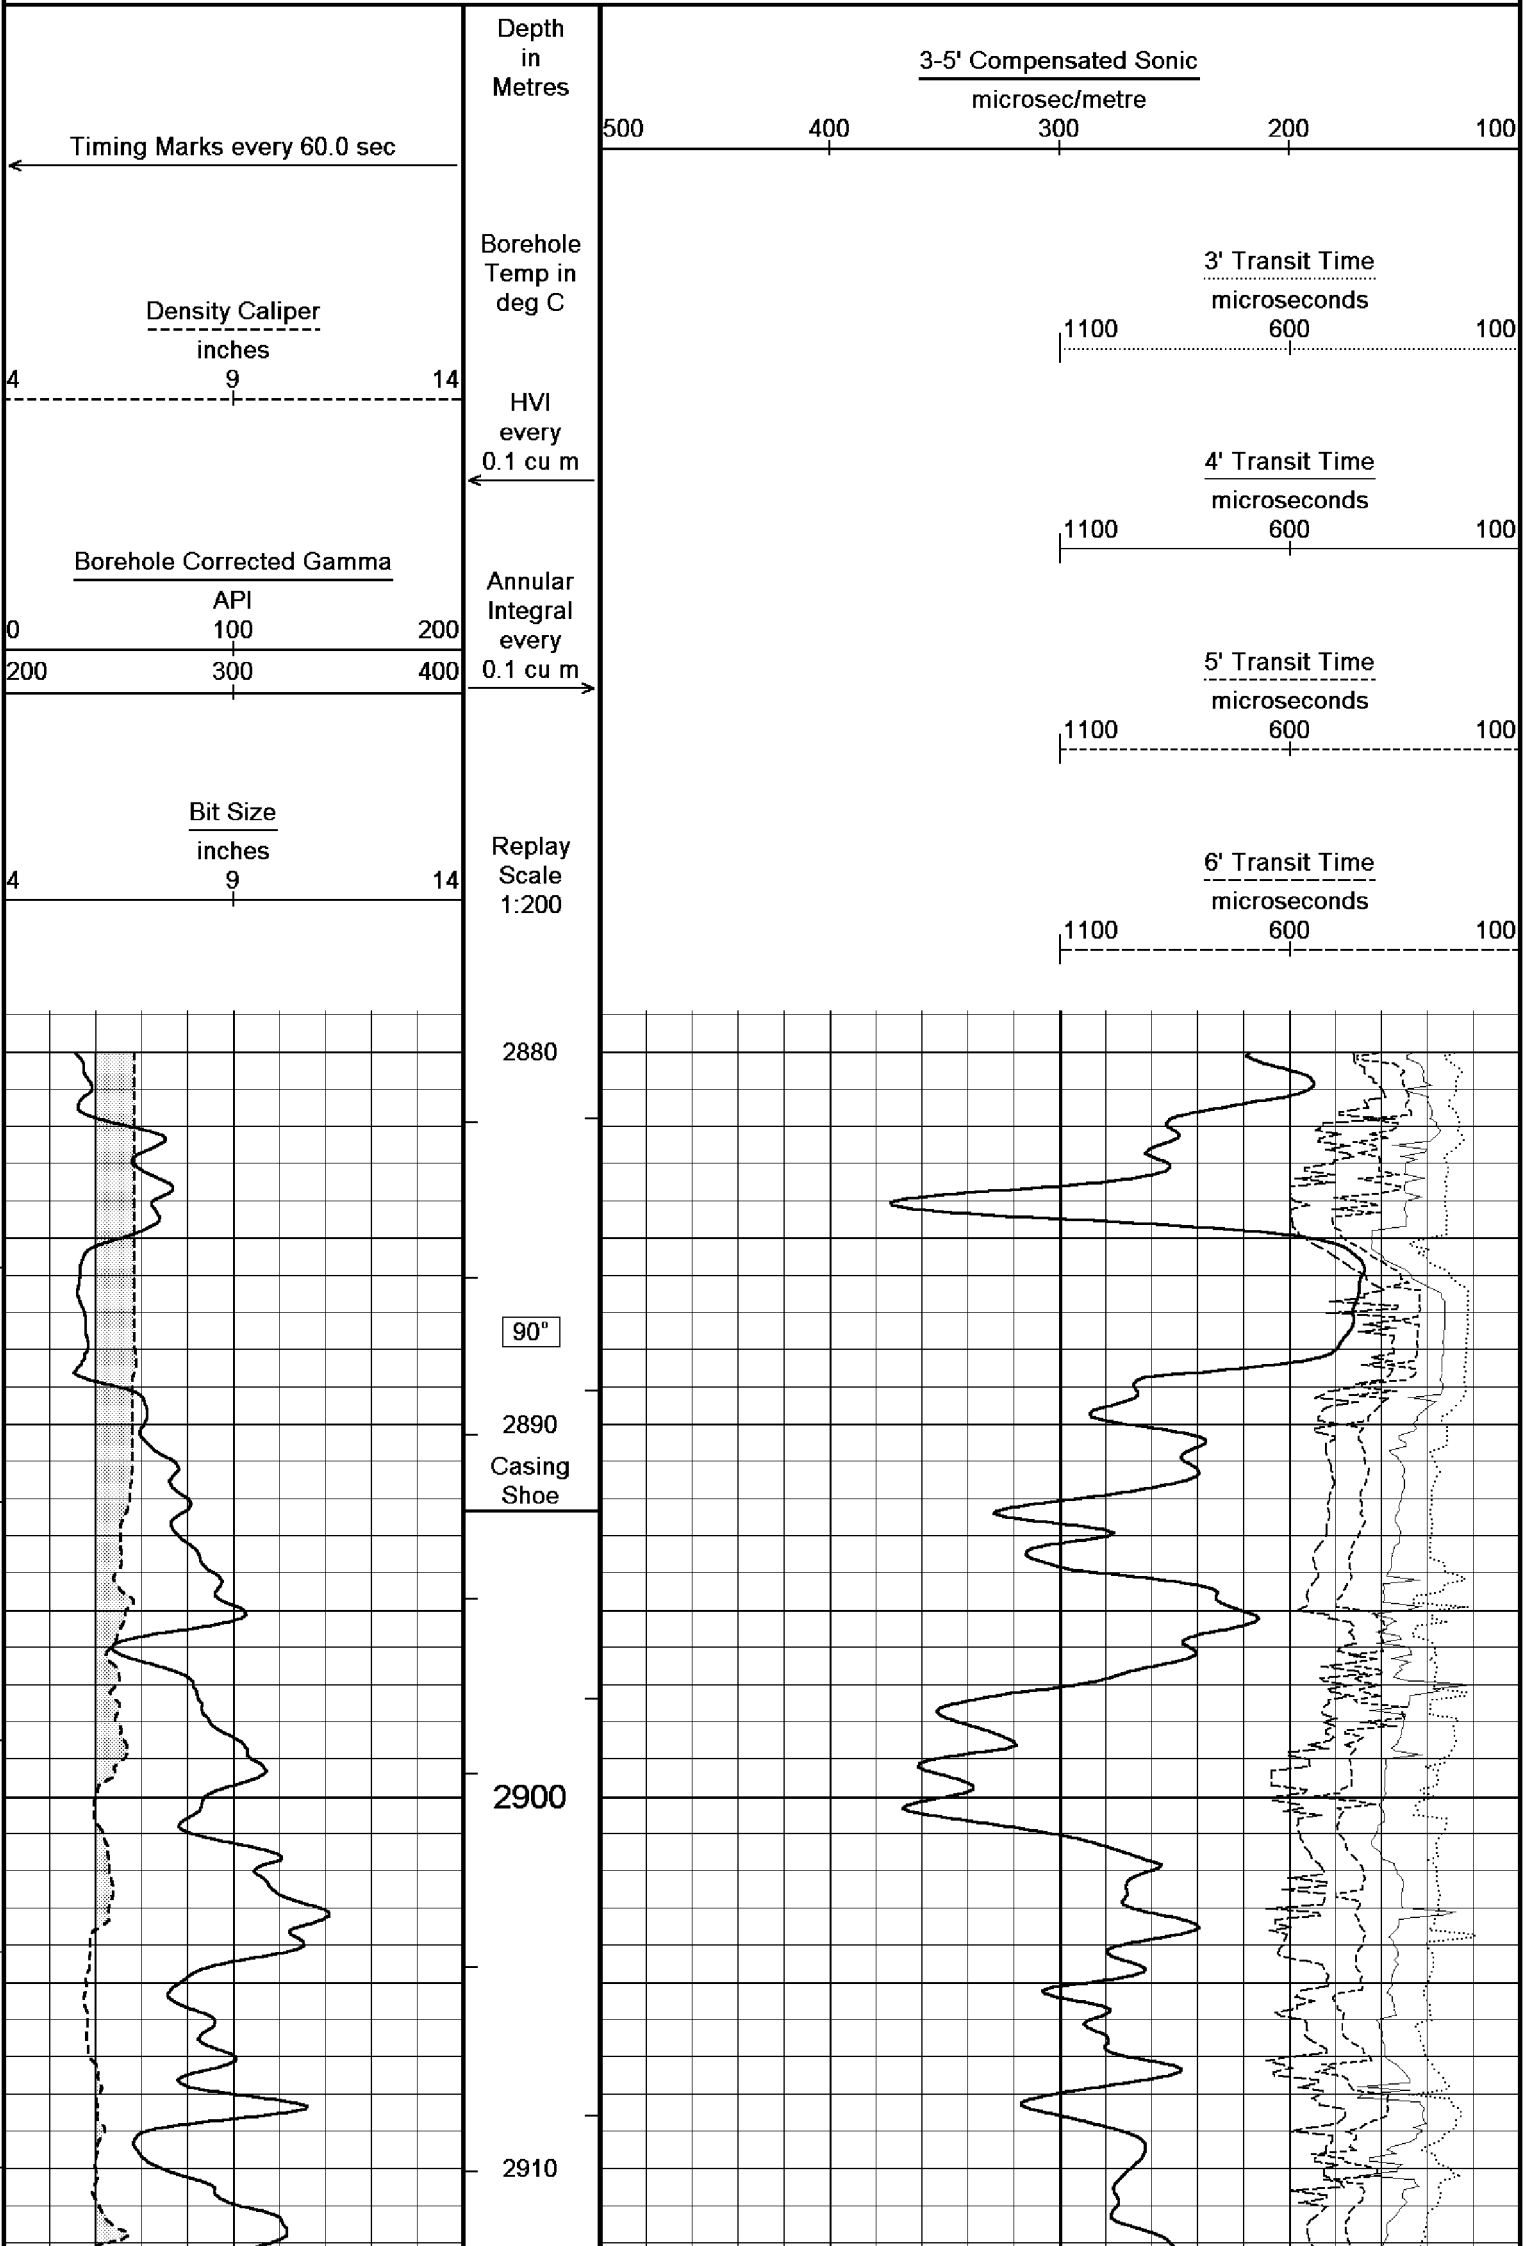 Timing Marks every 60.0 sec
Density Caliper
inches
4 9 14
Borehole Corrected Gamma
API
0 100 200
200 300 400
Bit Size
inches
4 9 14
Depth
in
Metres
Borehole
Temp in
deg C
HVI
every
0.1 cu m
Annular
Integral
every
0.1 cu m
Replay
Scale
1:200
3-5' Compensated Sonic
microsec/metre
500 400 300 200 100
3' Transit Time
microseconds
1100 600 100
4' Transit Time
microseconds
1100 600 100
5' Transit Time
microseconds
1100 600 100
6' Transit Time
microseconds
1100 600 100
2880
90°
2890
Casing
Shoe
2900
2910